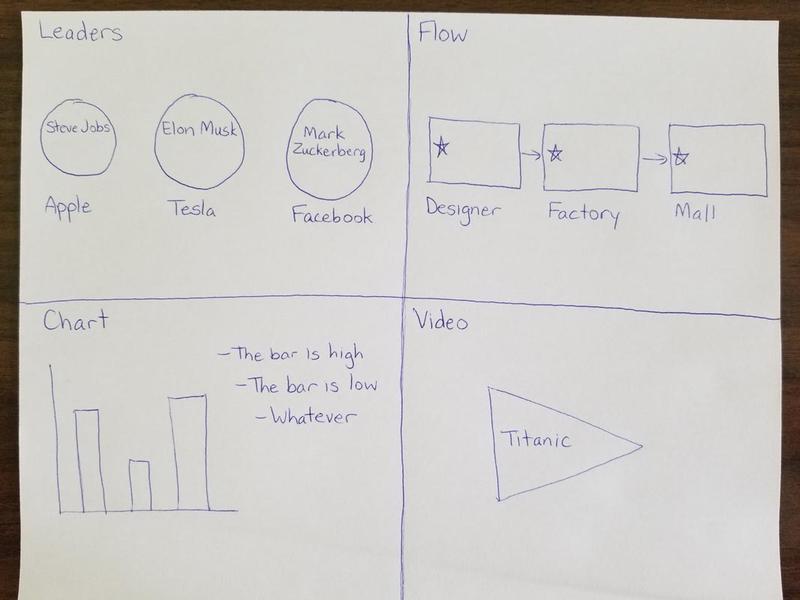 Leaders
Steve Jobs
Elon Musk
Mark
Zuckerberg
Apple
Tesla
Facebook
Flow
Designer
Factory
Mall
Chart
-The bar is high
-The bar is low
-Whatever
Video
Titanic